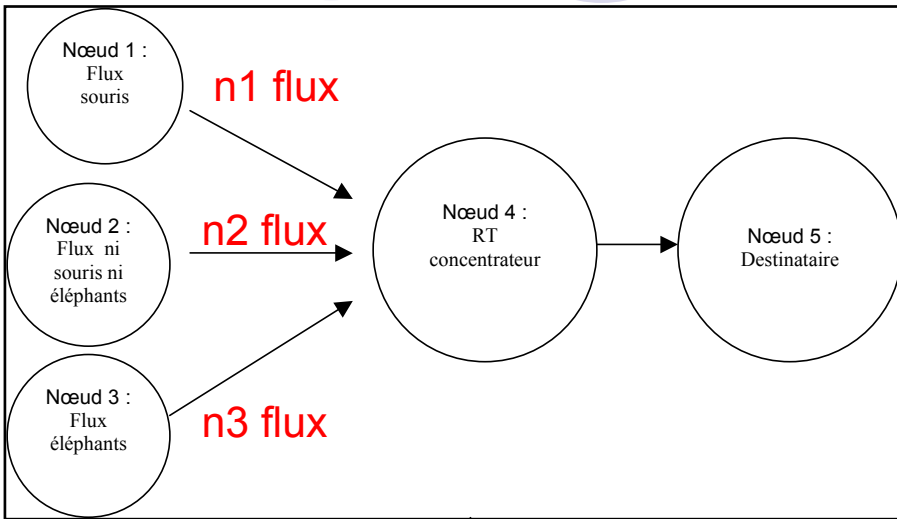 Nœud 1 :
Flux
souris
n1 flux
Nœud 2 :
Flux ni
souris ni
éléphants
n2 flux
Nœud 3 :
Flux
éléphants
n3 flux
Nœud 4 :
RT
concentrateur
Nœud 5 :
Destinataire